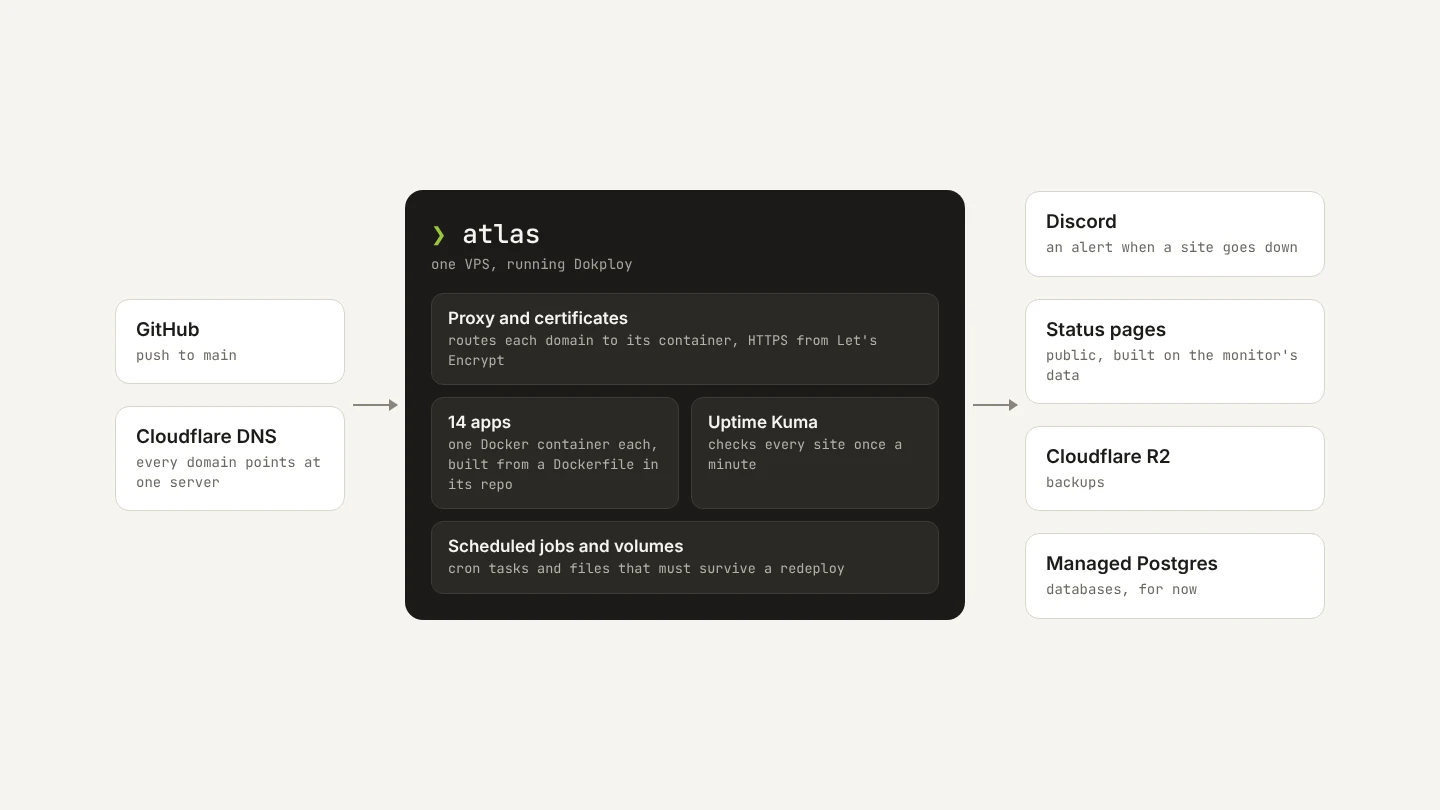 GitHub
push to main
Cloudflare DNS
every domain points at
one server
❯ atlas
one VPS, running Dokploy
Proxy and certificates
routes each domain to its container, HTTPS from Let's
Encrypt
14 apps
one Docker container each,
built from a Dockerfile in
its repo
Uptime Kuma
checks every site once a
minute
Scheduled jobs and volumes
cron tasks and files that must survive a redeploy
Discord
an alert when a site goes down
Status pages
public, built on the monitor's
data
Cloudflare R2
backups
Managed Postgres
databases, for now